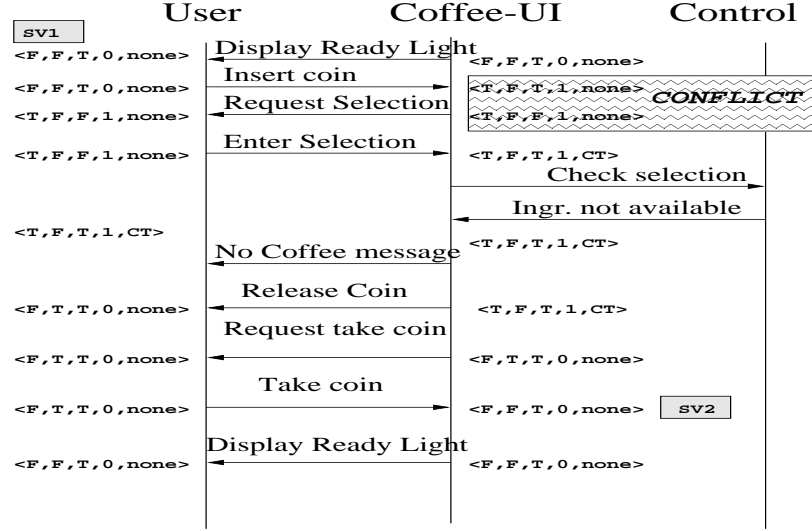 User Coffee-UI Control
SV1
Display Ready Light
<F,F,T,0,none> <F,F,T,0,none>
Insert coin
<F,F,T,0,none> <T,F,T,1,none> CONFLICT
Request Selection
<T,F,F,1,none> <T,F,F,1,none>
Enter Selection
<T,F,F,1,none> <T,F,T,1,CT>
Check selection
Ingr. not available
<T,F,T,1,CT> <T,F,T,1,CT>
No Coffee message
Release Coin
<F,T,T,0,none> <T,F,T,1,CT>
Request take coin
<F,T,T,0,none> <F,T,T,0,none>
Take coin
<F,T,T,0,none> <F,F,T,0,none> SV2
Display Ready Light
<F,F,T,0,none> <F,F,T,0,none>